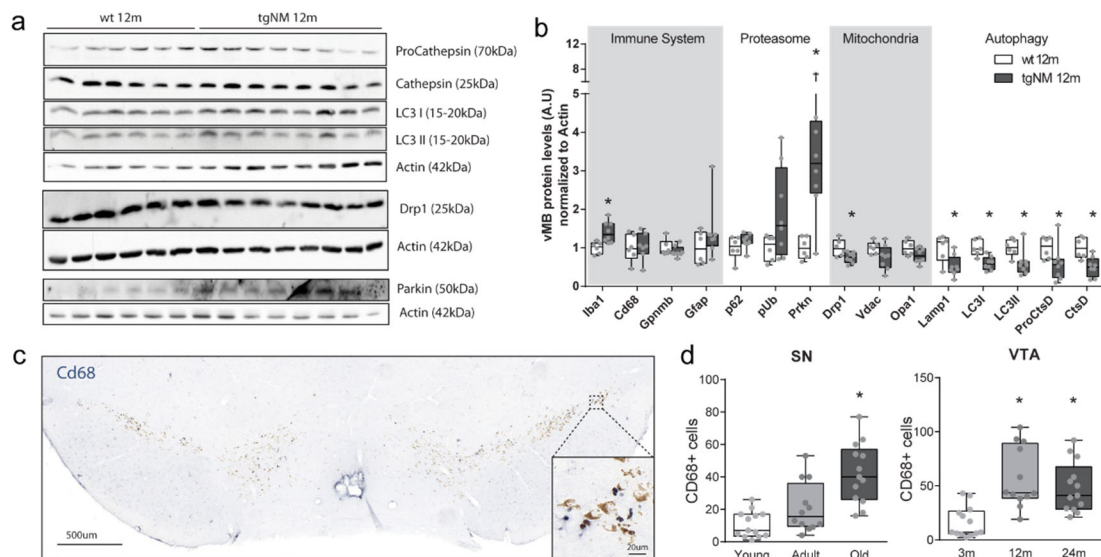 a
wt 12m
tgNM 12m
ProCathepsin (70kDa)
Cathepsin (25kDa)
LC3 I (15-20kDa)
LC3 II (15-20kDa)
Actin (42kDa)
Drp1 (25kDa)
Actin (42kDa)
Parkin (50kDa)
Actin (42kDa)
b
Immune System
Proteasome
Mitochondria
Autophagy
wt 12m
tgNM 12m
vMB protein levels (A.U)
normalized to Actin
12
10
8
6
5
4
3
2
1
0
*
*
*
*
*
*
*
*
Iba1
Cd68
Gpnmb
Gfap
p62
pUb
Prkn
Drp1
Vdac
Opa1
Lamp1
LC3I
LC3II
ProCtsD
CtsD
c
Cd68
500um
20um
d
SN
CD68+ cells
100
80
60
40
20
0
*
Young
Adult
Old
VTA
CD68+ cells
150
100
50
0
*
*
3m
12m
24m